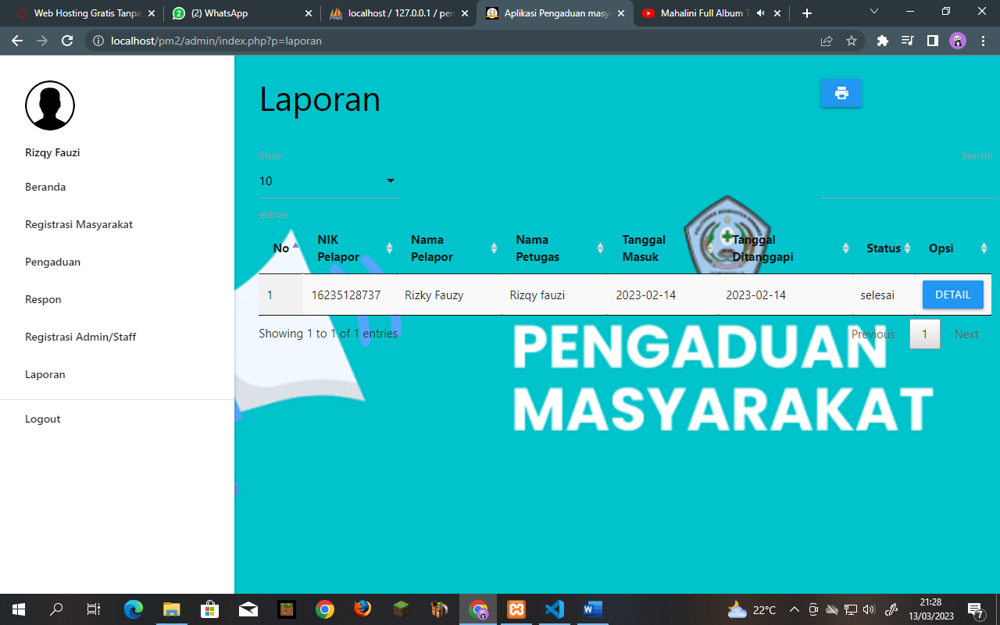 Web Hosting Gratis Tanpa
(2) WhatsApp
localhost / 127.0.0.1 / pen
Aplikasi Pengaduan masy
Mahalini Full Album T
localhost/pm2/admin/index.php?p=laporan
Rizqy Fauzi
Beranda
Registrasi Masyarakat
Pengaduan
Respon
Registrasi Admin/Staff
Laporan
Logout
Laporan
Show
Search:
10
entries
No
NIK Pelapor
Nama Pelapor
Nama Petugas
Tanggal Masuk
Tanggal Ditanggapi
Status
Opsi
1 16235128737 Rizky Fauzy Rizqy fauzi 2023-02-14 2023-02-14 selesai DETAIL
Showing 1 to 1 of 1 entries
Previous 1 Next
PENGADUAN
MASYARAKAT
22°C
21:28
13/03/2023
7